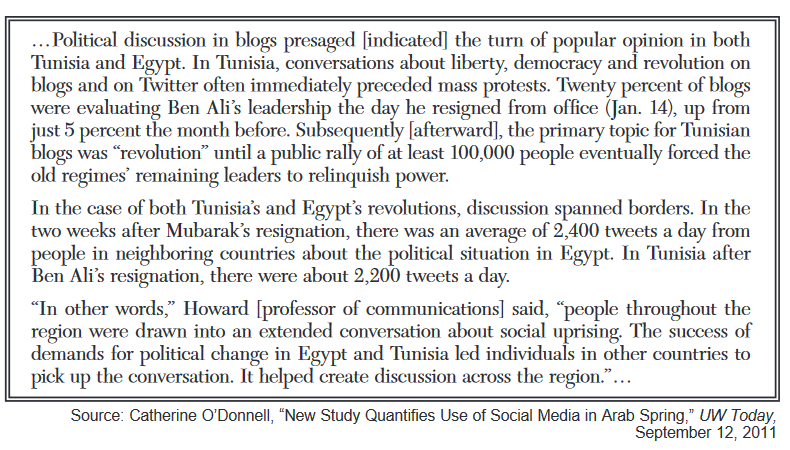 …Political discussion in blogs presaged [indicated] the turn of popular opinion in both
Tunisia and Egypt. In Tunisia, conversations about liberty, democracy and revolution on
blogs and on Twitter often immediately preceded mass protests. Twenty percent of blogs
were evaluating Ben Ali’s leadership the day he resigned from office (Jan. 14), up from
just 5 percent the month before. Subsequently [afterward], the primary topic for Tunisian
blogs was “revolution” until a public rally of at least 100,000 people eventually forced the
old regimes’ remaining leaders to relinquish power.
In the case of both Tunisia’s and Egypt’s revolutions, discussion spanned borders. In the
two weeks after Mubarak’s resignation, there was an average of 2,400 tweets a day from
people in neighboring countries about the political situation in Egypt. In Tunisia after
Ben Ali’s resignation, there were about 2,200 tweets a day.
“In other words,” Howard [professor of communications] said, “people throughout the
region were drawn into an extended conversation about social uprising. The success of
demands for political change in Egypt and Tunisia led individuals in other countries to
pick up the conversation. It helped create discussion across the region.”…
Source: Catherine O’Donnell, “New Study Quantifies Use of Social Media in Arab Spring,” UW Today,
September 12, 2011